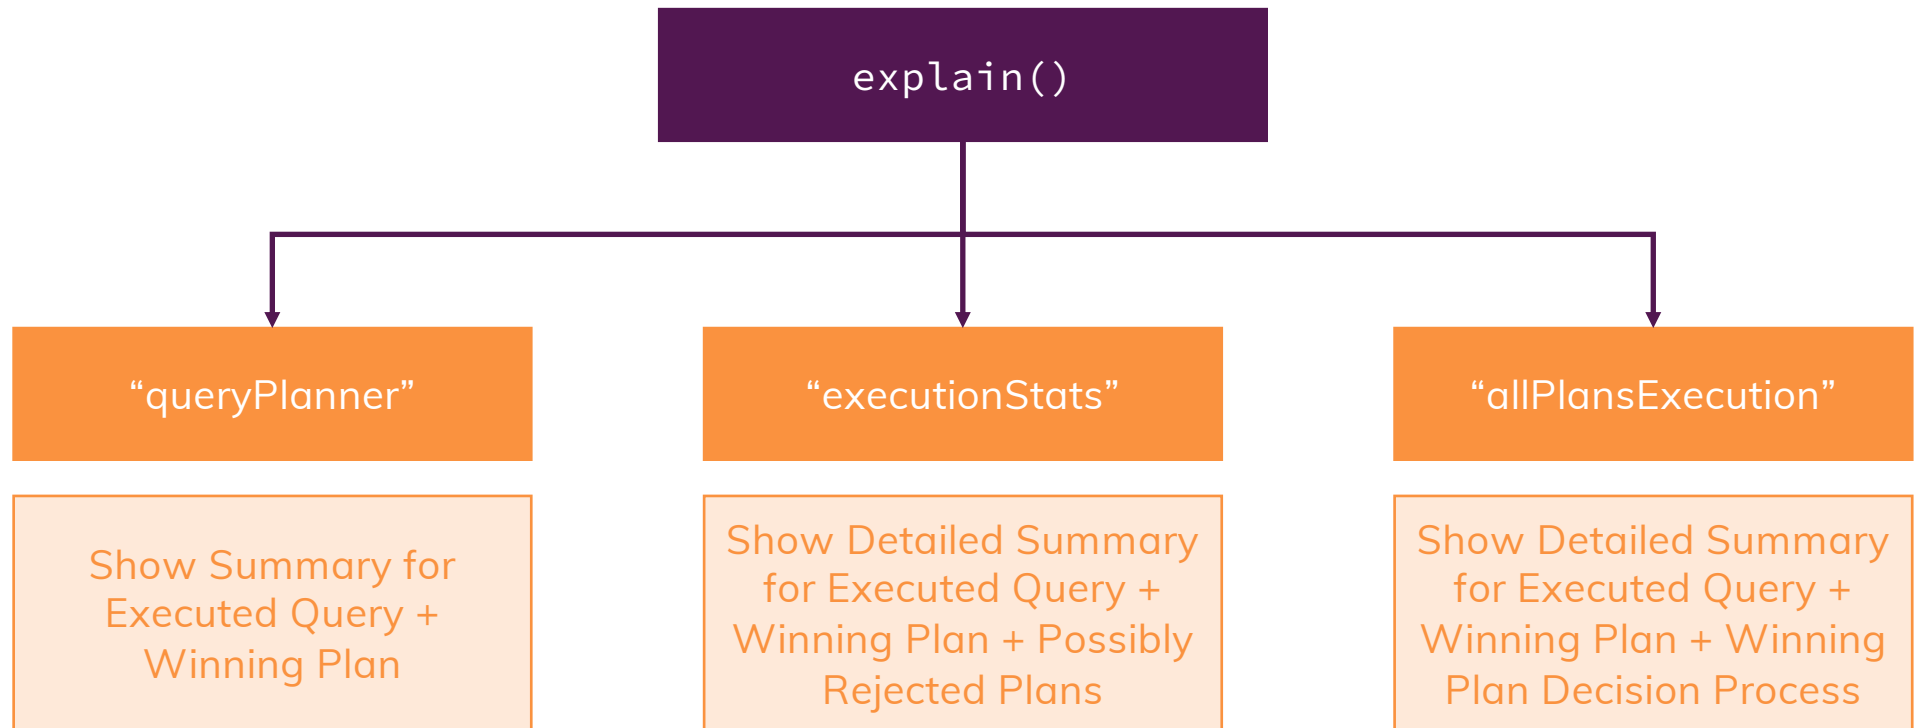 explain()
“queryPlanner”
“executionStats”
“allPlansExecution”
Show Summary for
Executed Query +
Winning Plan
Show Detailed Summary
for Executed Query +
Winning Plan + Possibly
Rejected Plans
Show Detailed Summary
for Executed Query +
Winning Plan + Winning
Plan Decision Process